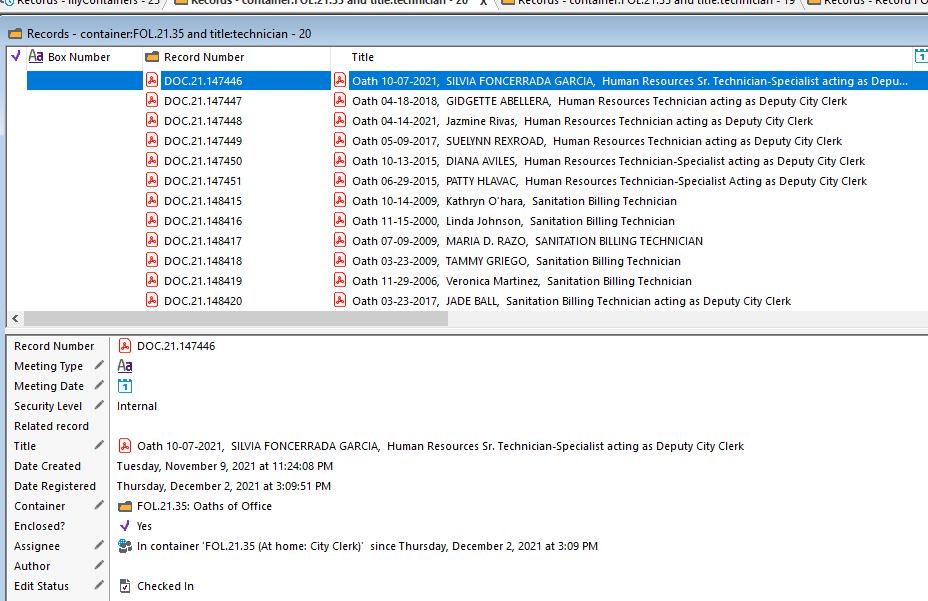 Records - myContainers - 25 Records - container:FOL.21.35 and title:technician - 20 X Records - container:FOL.21.35 and title:technician - 19 Records - Record
Records - container:FOL.21.35 and title:technician - 20
Aa Box Number Record Number Title
DOC.21.147446 Oath 10-07-2021, SILVIA FONCERRADA GARCIA, Human Resources Sr. Technician-Specialist acting as Depu...
DOC.21.147447 Oath 04-18-2018, GIDGETTE ABELLERA, Human Resources Technician acting as Deputy City Clerk
DOC.21.147448 Oath 04-14-2021, Jazmine Rivas, Human Resources Technician acting as Deputy City Clerk
DOC.21.147449 Oath 05-09-2017, SUELYNN REXROAD, Human Resources Technician acting as Deputy City Clerk
DOC.21.147450 Oath 10-13-2015, DIANA AVILES, Human Resources Technician-Specialist acting as Deputy City Clerk
DOC.21.147451 Oath 06-29-2015, PATTY HLAVAC, Human Resources Technician-Specialist Acting as Deputy City Clerk
DOC.21.148415 Oath 10-14-2009, Kathryn O'hara, Sanitation Billing Technician
DOC.21.148416 Oath 11-15-2000, Linda Johnson, Sanitation Billing Technician
DOC.21.148417 Oath 07-09-2009, MARIA D. RAZO, SANITATION BILLING TECHNICIAN
DOC.21.148418 Oath 03-23-2009, TAMMY GRIEGO, Sanitation Billing Technician
DOC.21.148419 Oath 11-29-2006, Veronica Martinez, Sanitation Billing Technician
DOC.21.148420 Oath 03-23-2017, JADE BALL, Sanitation Billing Technician acting as Deputy City Clerk
Record Number DOC.21.147446
Meeting Type Aa
Meeting Date 1
Security Level Internal
Related record
Title Oath 10-07-2021, SILVIA FONCERRADA GARCIA, Human Resources Sr. Technician-Specialist acting as Deputy City Clerk
Date Created Tuesday, November 9, 2021 at 11:24:08 PM
Date Registered Thursday, December 2, 2021 at 3:09:51 PM
Container FOL.21.35: Oaths of Office
Enclosed? Yes
Assignee In container 'FOL.21.35 (At home: City Clerk)' since Thursday, December 2, 2021 at 3:09 PM
Author
Edit Status Checked In